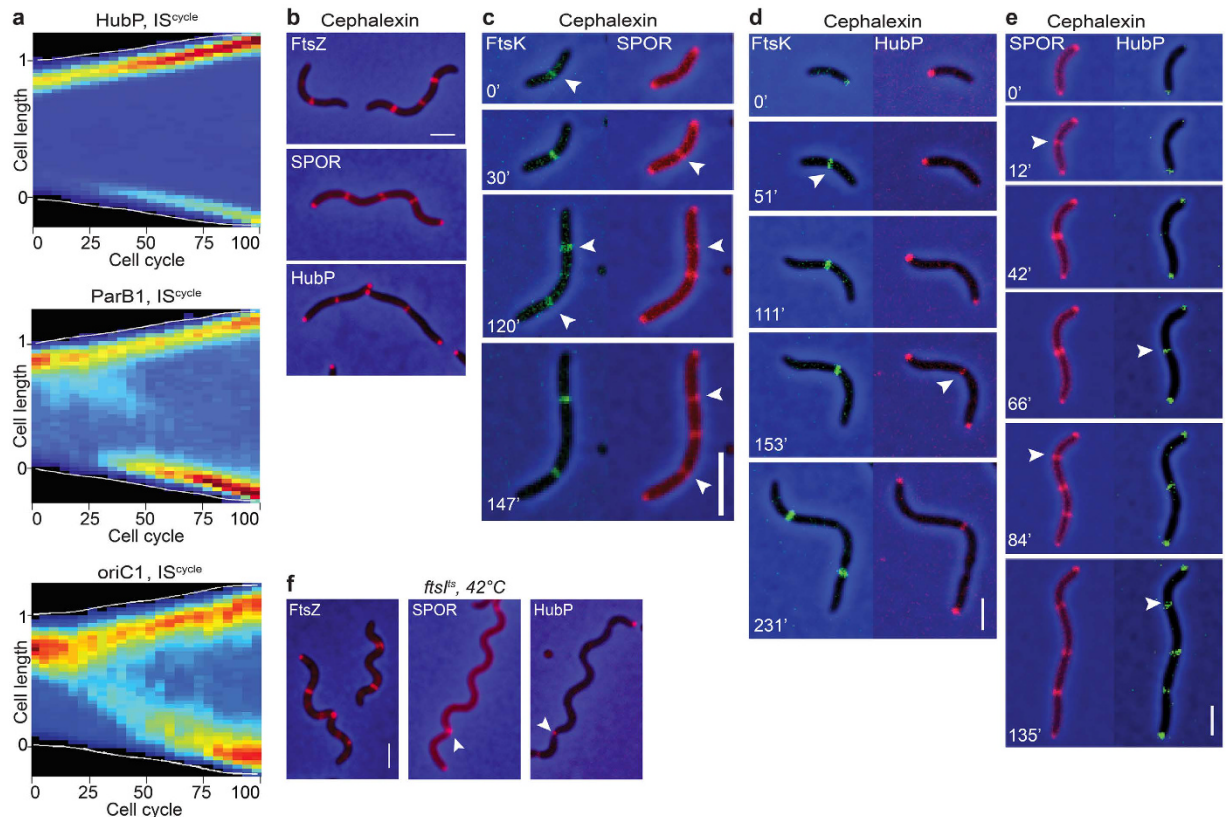 a
HubP, IS^cycle
1
Cell length
0
0 25 50 75 100
Cell cycle
ParB1, IS^cycle
1
Cell length
0
0 25 50 75 100
Cell cycle
oriC1, IS^cycle
1
Cell length
0
0 25 50 75 100
Cell cycle
b
Cephalexin
FtsZ
SPOR
HubP
c
Cephalexin
FtsK SPOR
0'
30'
120'
147'
d
Cephalexin
FtsK HubP
0'
51'
111'
153'
231'
e
Cephalexin
SPOR HubP
0'
12'
42'
66'
84'
135'
f
ftsI^ts, 42°C
FtsZ SPOR HubP